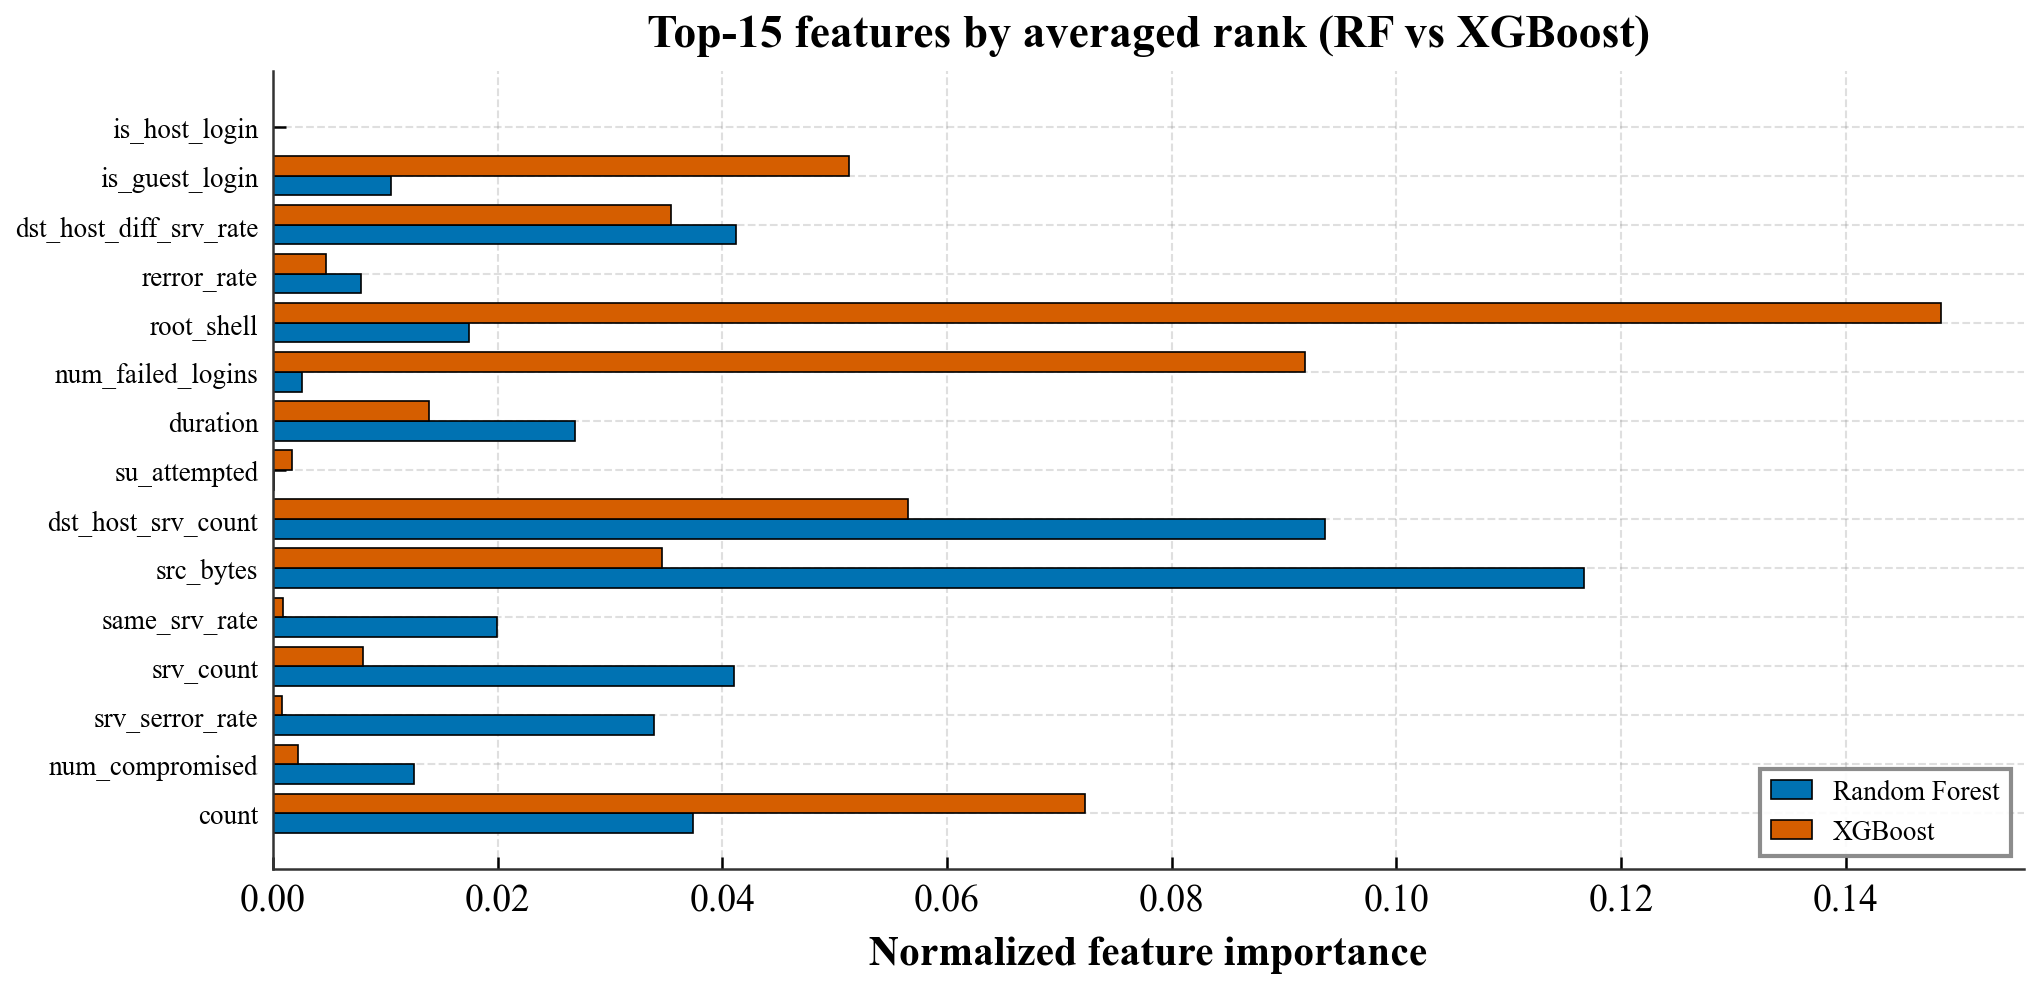 Top-15 features by averaged rank (RF vs XGBoost)
is_host_login
is_guest_login
dst_host_diff_srv_rate
rerror_rate
root_shell
num_failed_logins
duration
su_attempted
dst_host_srv_count
src_bytes
same_srv_rate
srv_count
srv_serror_rate
num_compromised
count
Random Forest
XGBoost
0.00 0.02 0.04 0.06 0.08 0.10 0.12 0.14
Normalized feature importance